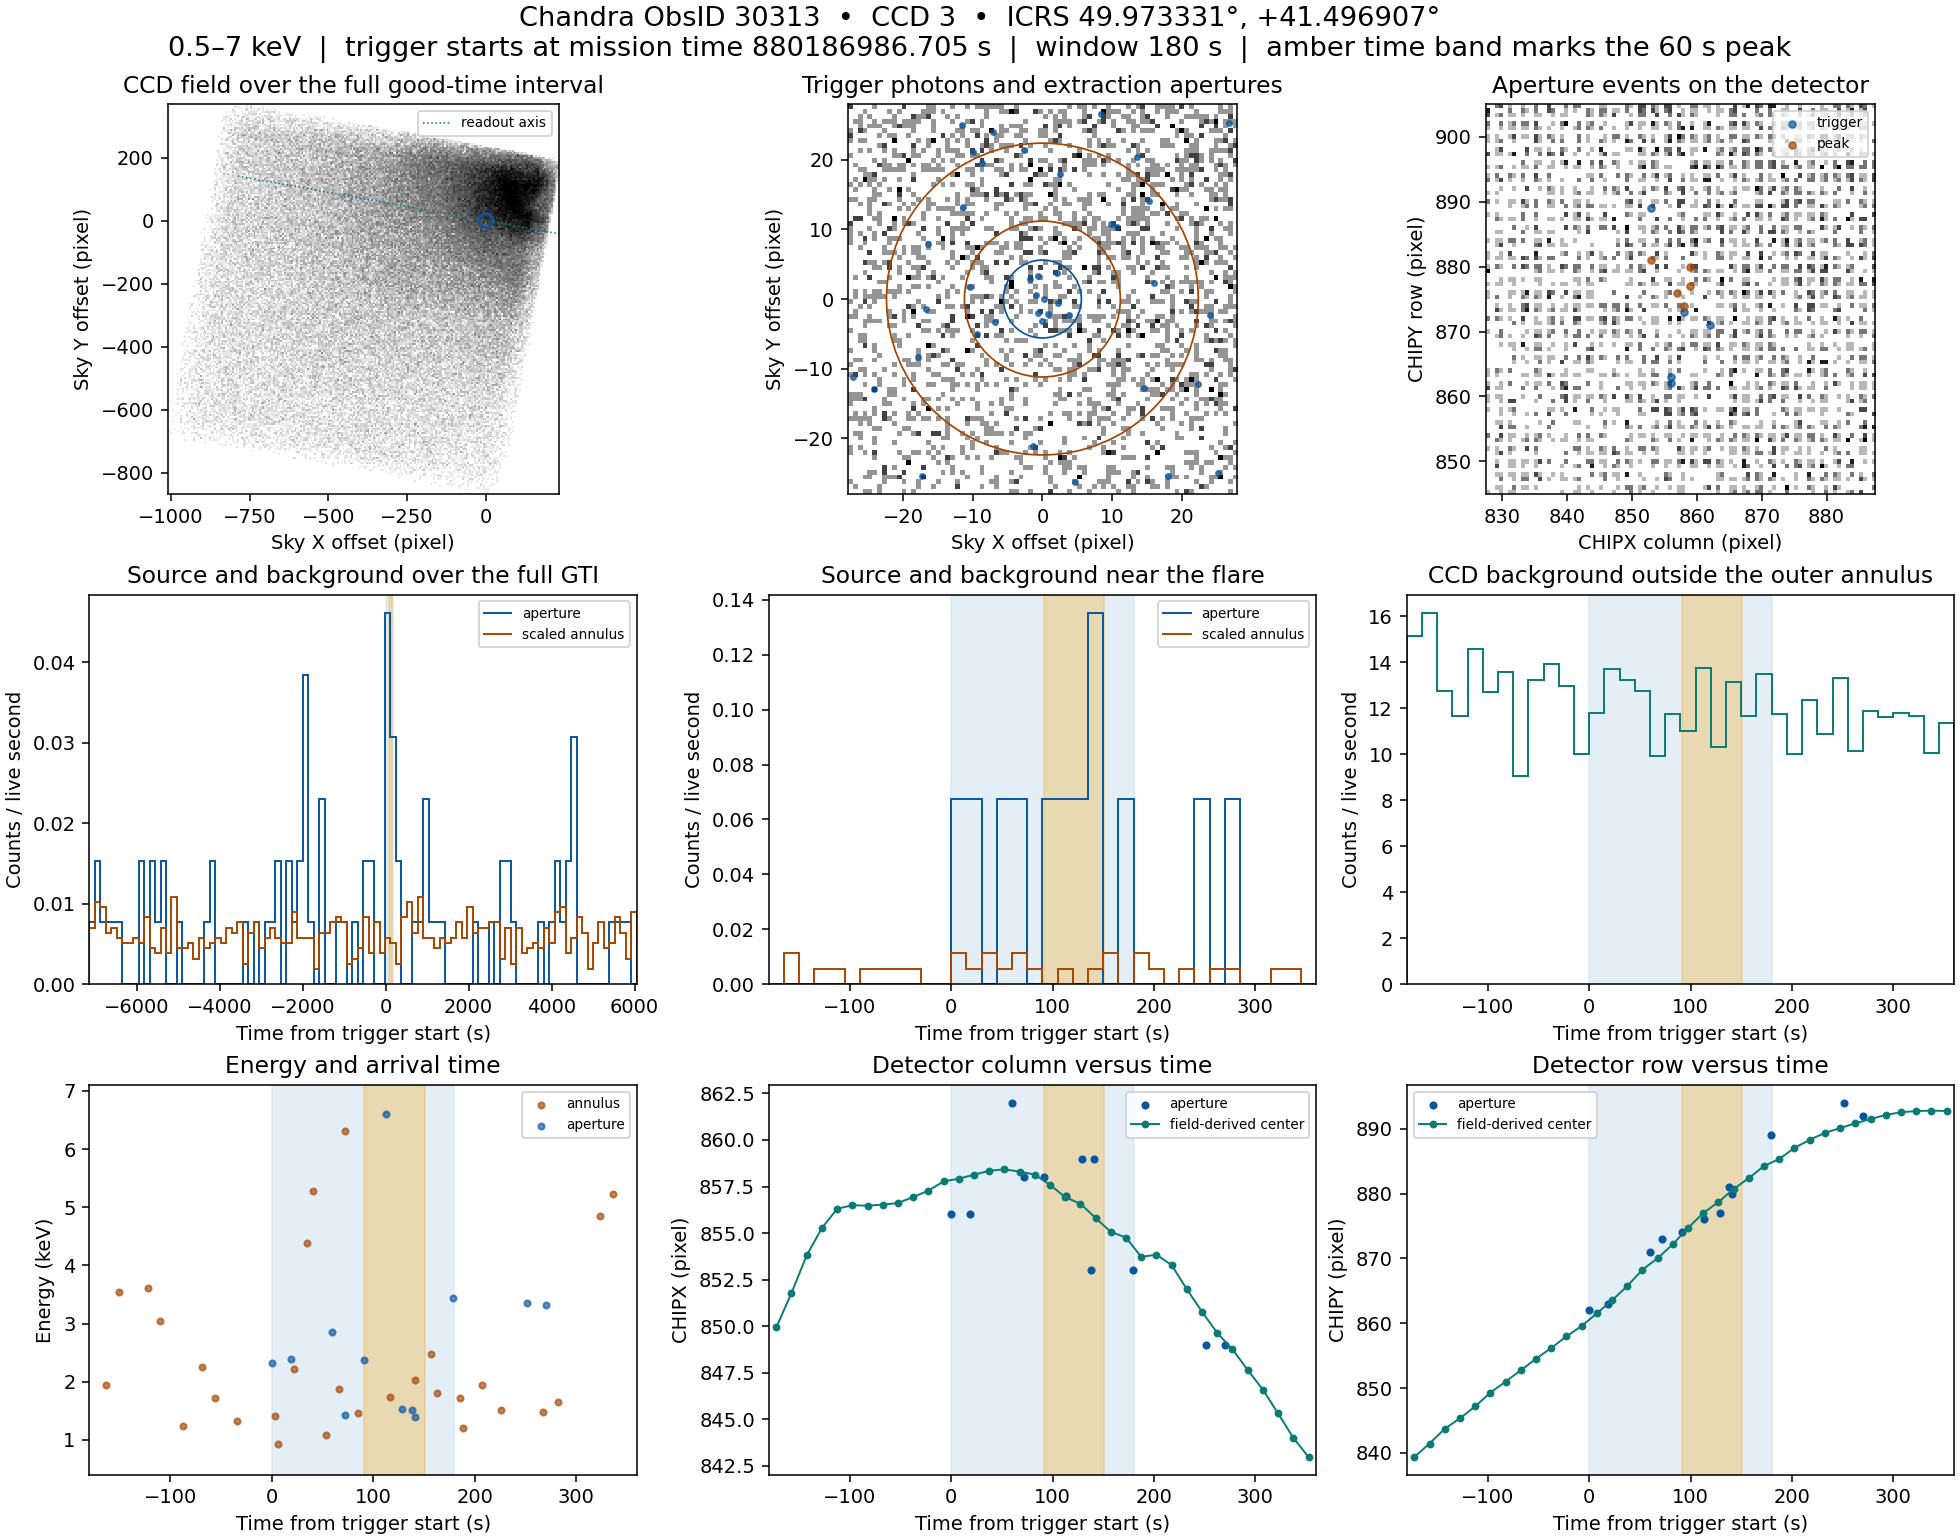 Chandra ObsID 30313  •  CCD 3  •  ICRS 49.973331°, +41.496907°
0.5–7 keV  |  trigger starts at mission time 880186986.705 s  |  window 180 s  |  amber time band marks the 60 s peak
CCD field over the full good-time interval
readout axis
200
0
−200
−400
−600
−800
Sky Y offset (pixel)
−1000 −750 −500 −250 0
Sky X offset (pixel)
Trigger photons and extraction apertures
20
10
0
−10
−20
Sky Y offset (pixel)
−20 −10 0 10 20
Sky X offset (pixel)
Aperture events on the detector
trigger
peak
900
890
880
870
860
850
CHIPY row (pixel)
830 840 850 860 870 880
CHIPX column (pixel)
Source and background over the full GTI
aperture
scaled annulus
0.04
0.03
0.02
0.01
0.00
Counts / live second
−6000 −4000 −2000 0 2000 4000 6000
Time from trigger start (s)
Source and background near the flare
aperture
scaled annulus
0.14
0.12
0.10
0.08
0.06
0.04
0.02
0.00
Counts / live second
−100 0 100 200 300
Time from trigger start (s)
CCD background outside the outer annulus
16
14
12
10
8
6
4
2
0
Counts / live second
−100 0 100 200 300
Time from trigger start (s)
Energy and arrival time
annulus
aperture
7
6
5
4
3
2
1
Energy (keV)
−100 0 100 200 300
Time from trigger start (s)
Detector column versus time
aperture
field-derived center
862.5
860.0
857.5
855.0
852.5
850.0
847.5
845.0
842.5
CHIPX (pixel)
−100 0 100 200 300
Time from trigger start (s)
Detector row versus time
aperture
field-derived center
890
880
870
860
850
840
CHIPY (pixel)
−100 0 100 200 300
Time from trigger start (s)